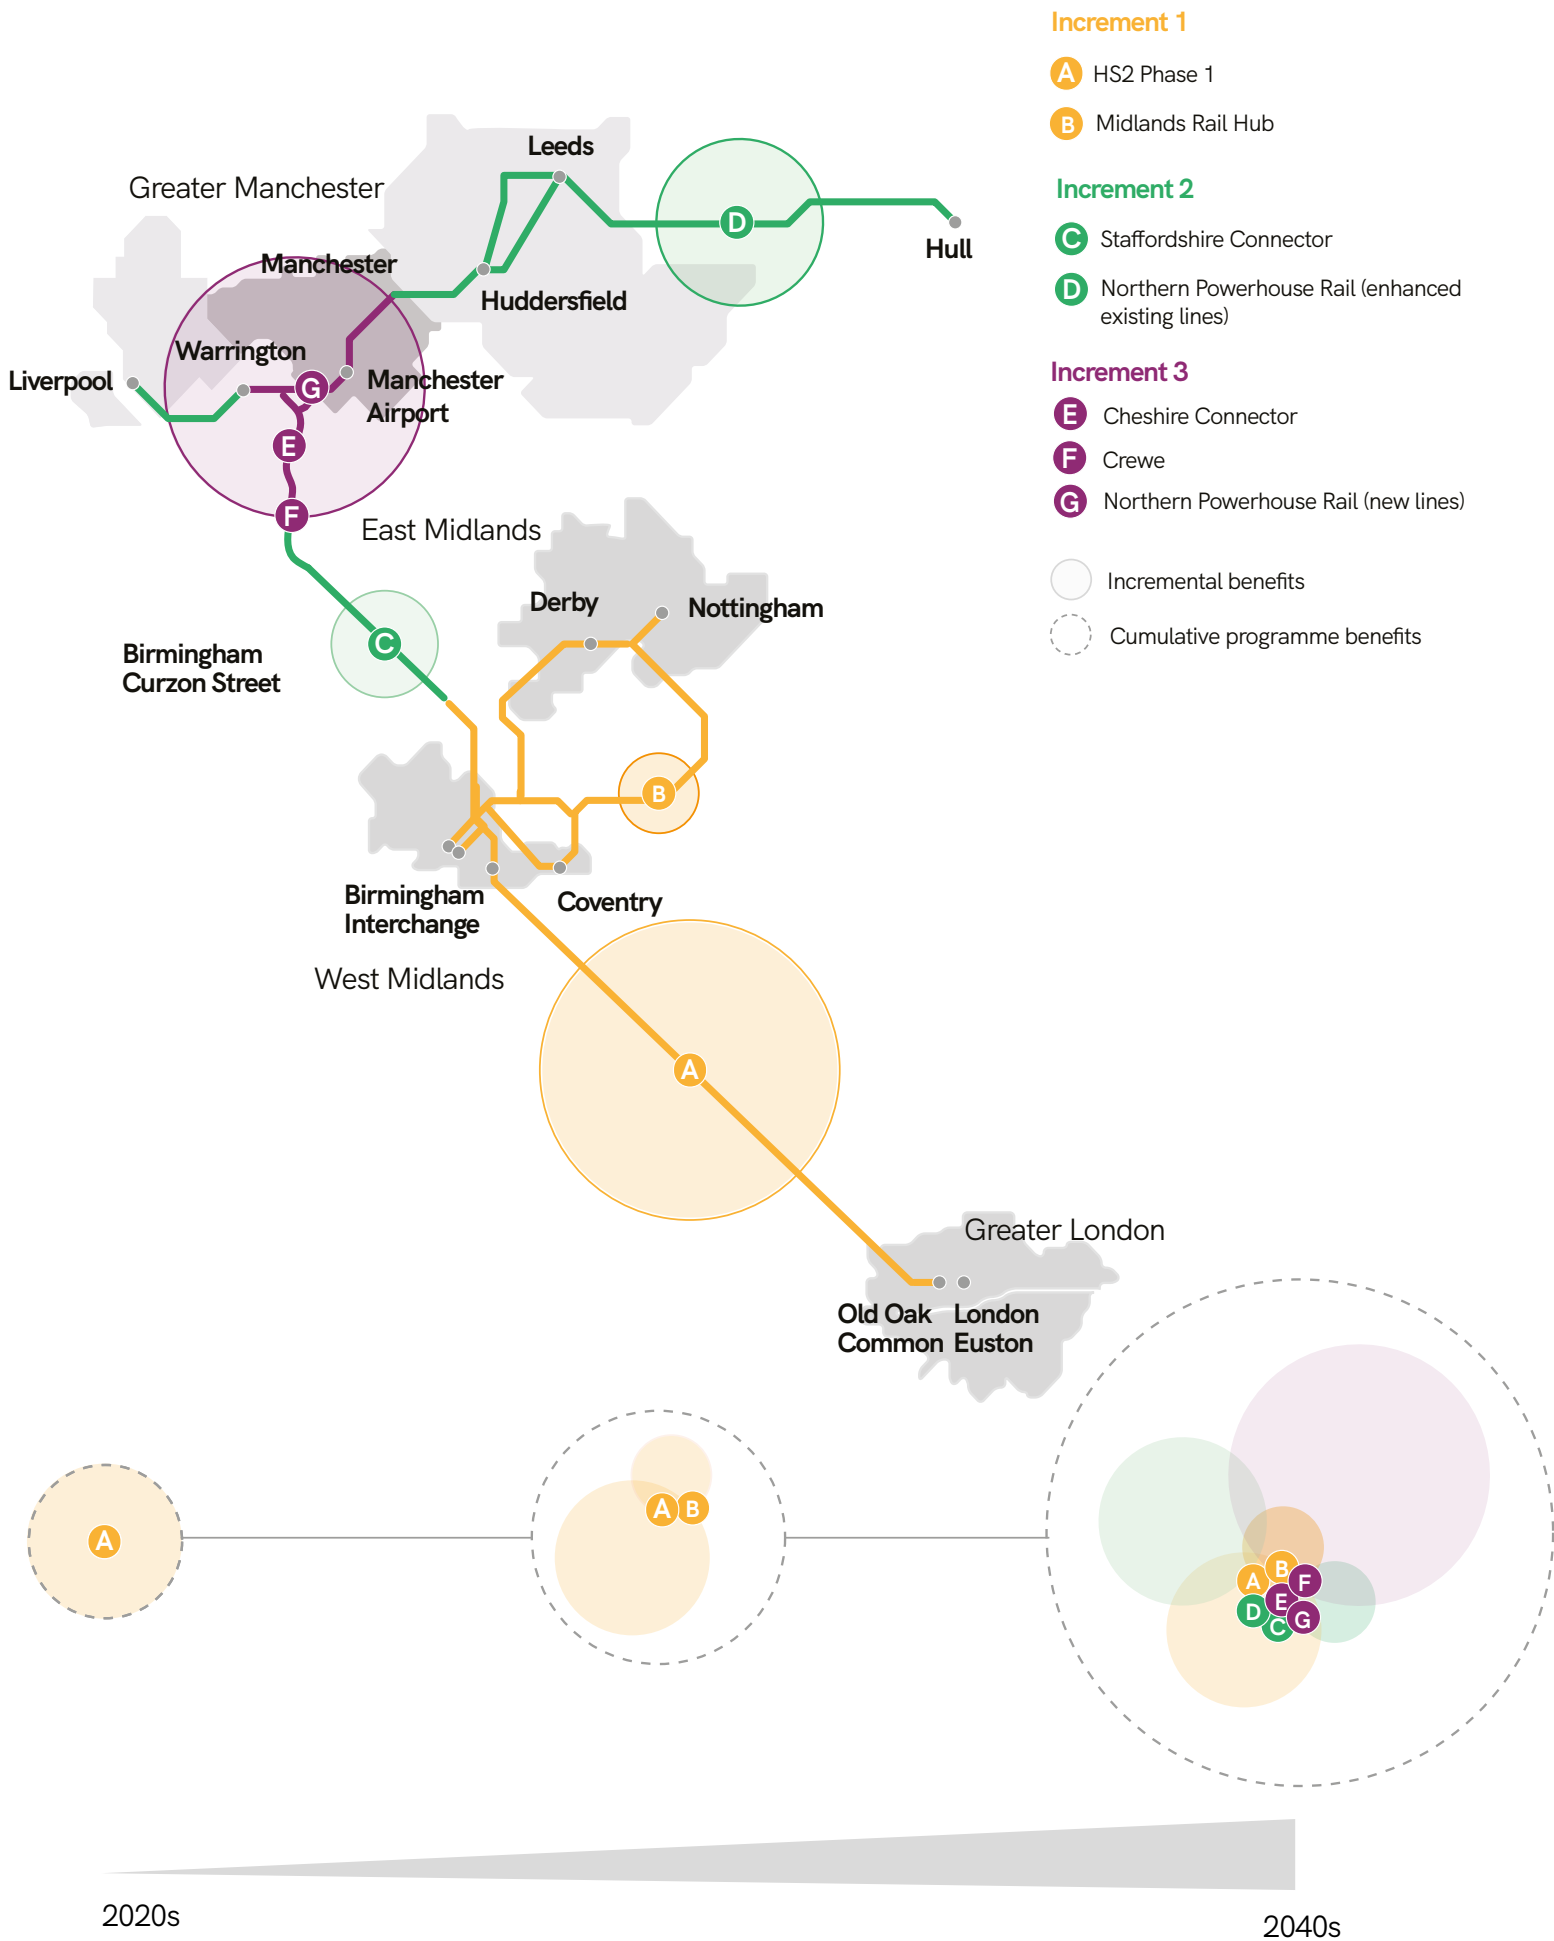 Increment 1
A HS2 Phase 1
B Midlands Rail Hub
Increment 2
C Staffordshire Connector
D Northern Powerhouse Rail (enhanced
existing lines)
Increment 3
E Cheshire Connector
F Crewe
G Northern Powerhouse Rail (new lines)
Incremental benefits
Cumulative programme benefits
Leeds
Greater Manchester
D
Hull
Manchester
Huddersfield
Warrington
Liverpool
G
Manchester
Airport
E
F
East Midlands
Derby
Nottingham
C
Birmingham
Curzon Street
B
Birmingham
Interchange
Coventry
West Midlands
A
Greater London
Old Oak
Common
London
Euston
A
A B
A B F
D E G
C
2020s
2040s